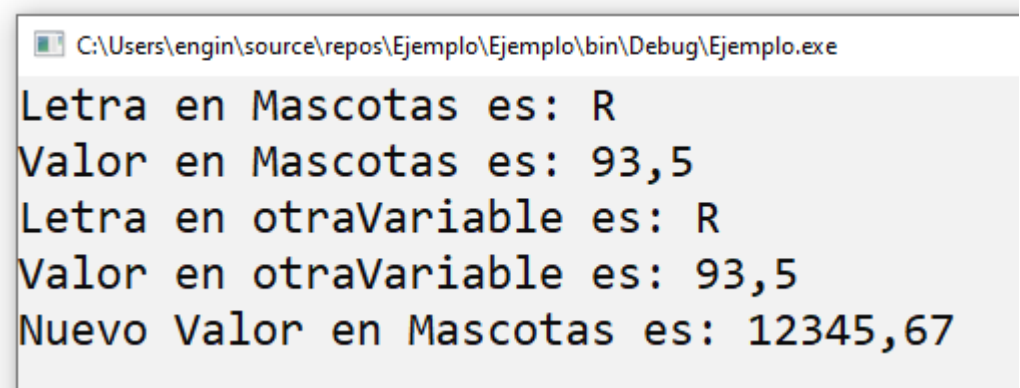 C:\Users\engin\source\repos\Ejemplo\Ejemplo\bin\Debug\Ejemplo.exe
Letra en Mascotas es: R
Valor en Mascotas es: 93,5
Letra en otraVariable es: R
Valor en otraVariable es: 93,5
Nuevo Valor en Mascotas es: 12345,67